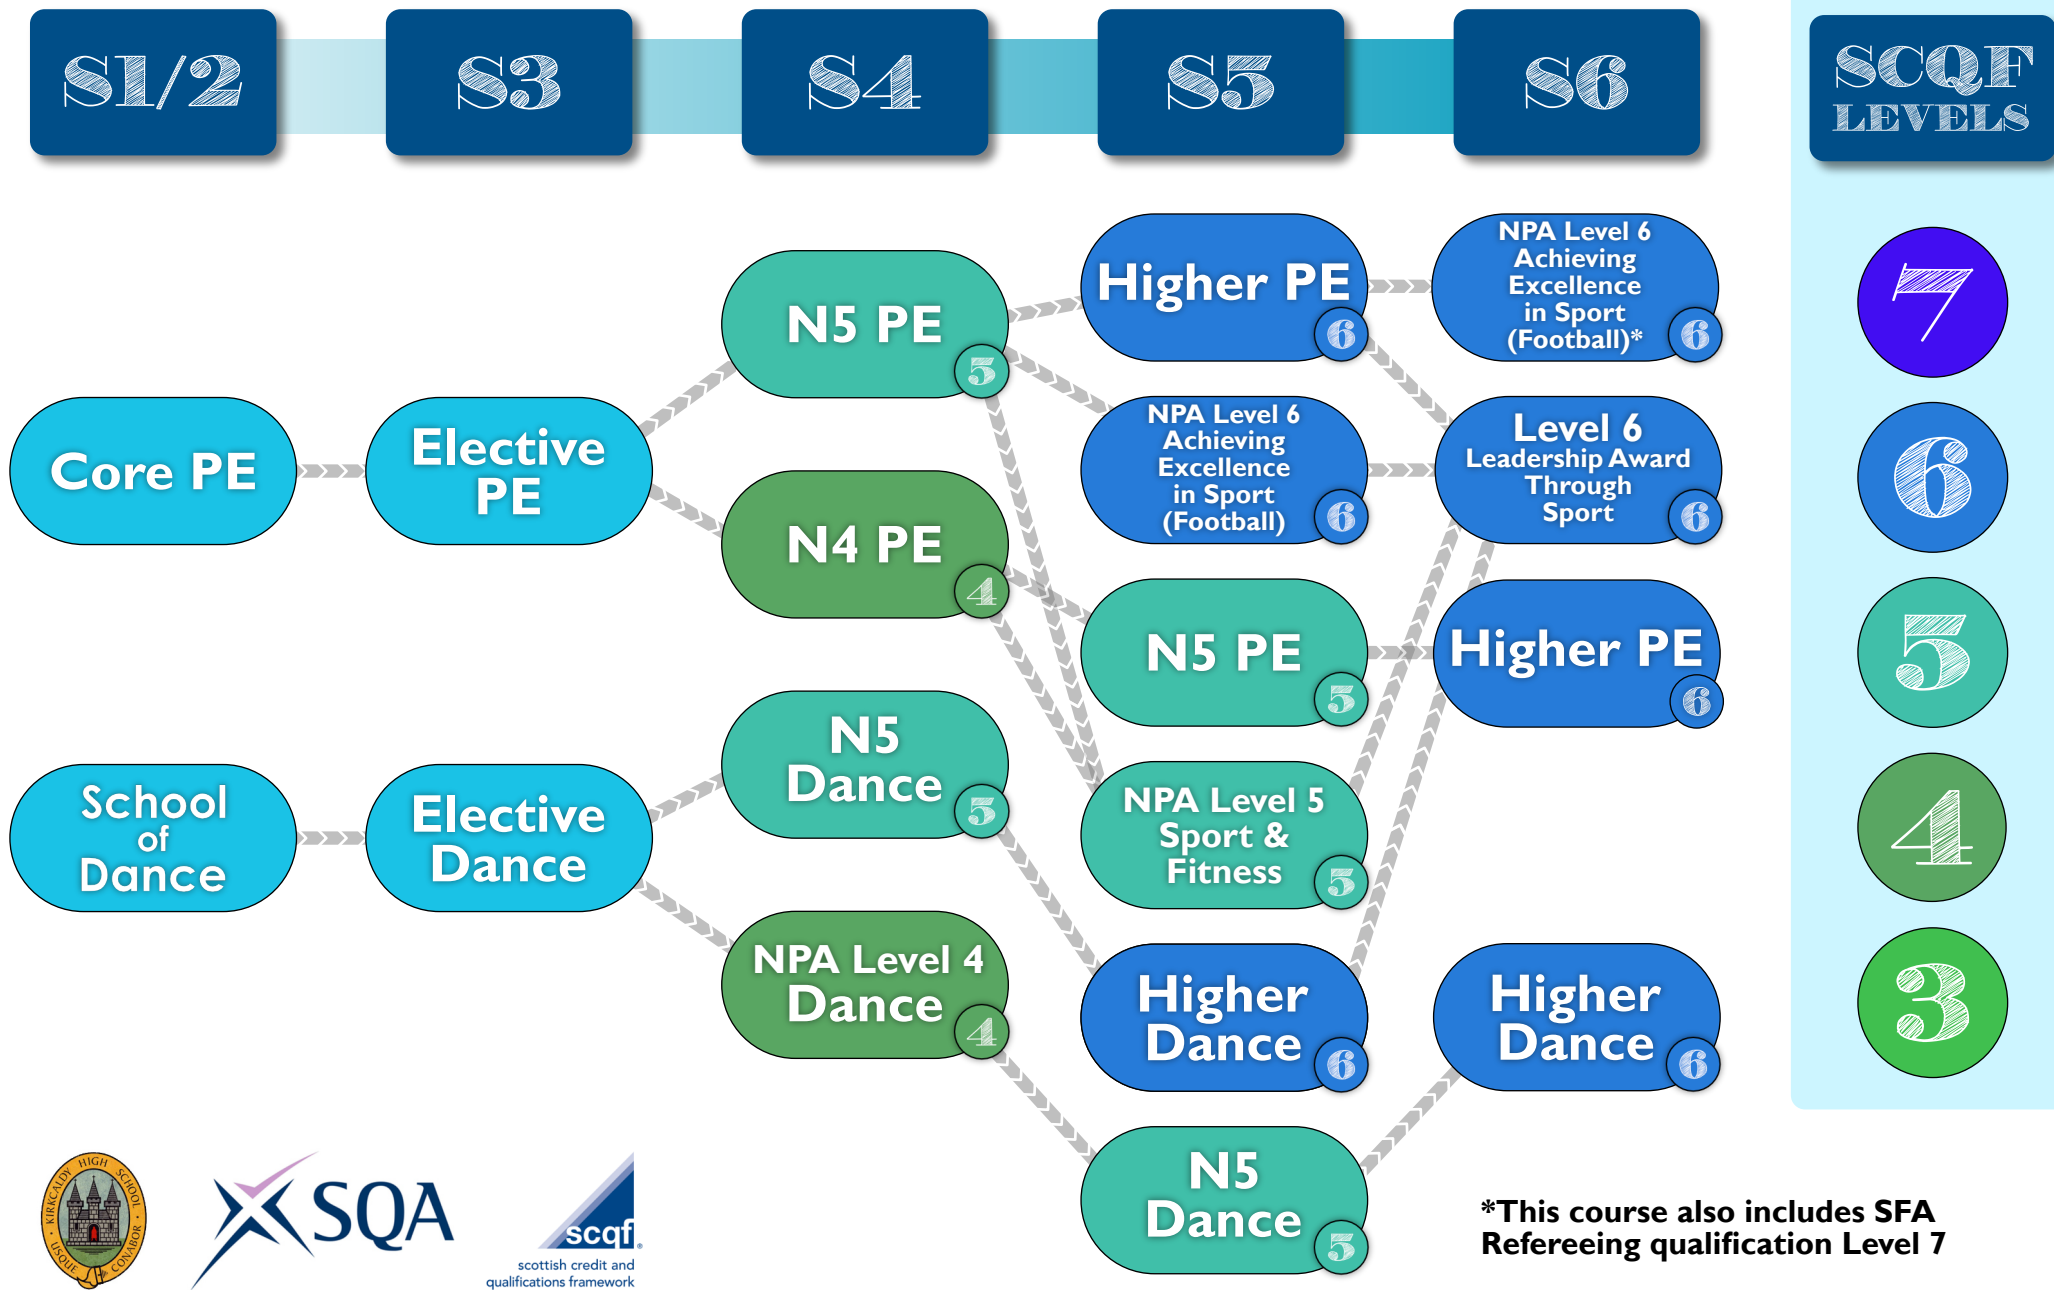 S1/2
S3
S4
S5
S6
SCQF
LEVELS
Core PE
School
of
Dance
Elective
PE
Elective
Dance
N5 PE
5
N4 PE
4
N5
Dance
5
NPA Level 4
Dance
4
Higher PE
6
NPA Level 6
Achieving
Excellence
in Sport
(Football)
6
N5 PE
5
NPA Level 5
Sport &
Fitness
5
Higher
Dance
6
N5
Dance
5
NPA Level 6
Achieving
Excellence
in Sport
(Football)*
6
Level 6
Leadership Award
Through
Sport
6
Higher PE
6
Higher
Dance
6
7
6
5
4
3
KIRKCALDY HIGH SCHOOL
USQUE CONABOR
SQA
scqf
scottish credit and
qualifications framework
*This course also includes SFA
Refereeing qualification Level 7